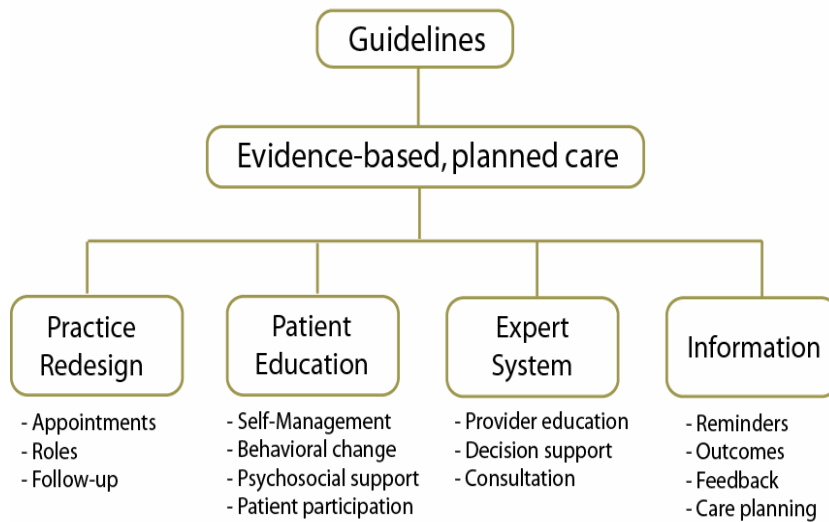 Guidelines
Evidence-based, planned care
Practice
Redesign
- Appointments
- Roles
- Follow-up
Patient
Education
- Self-Management
- Behavioral change
- Psychosocial support
- Patient participation
Expert
System
- Provider education
- Decision support
- Consultation
Information
- Reminders
- Outcomes
- Feedback
- Care planning